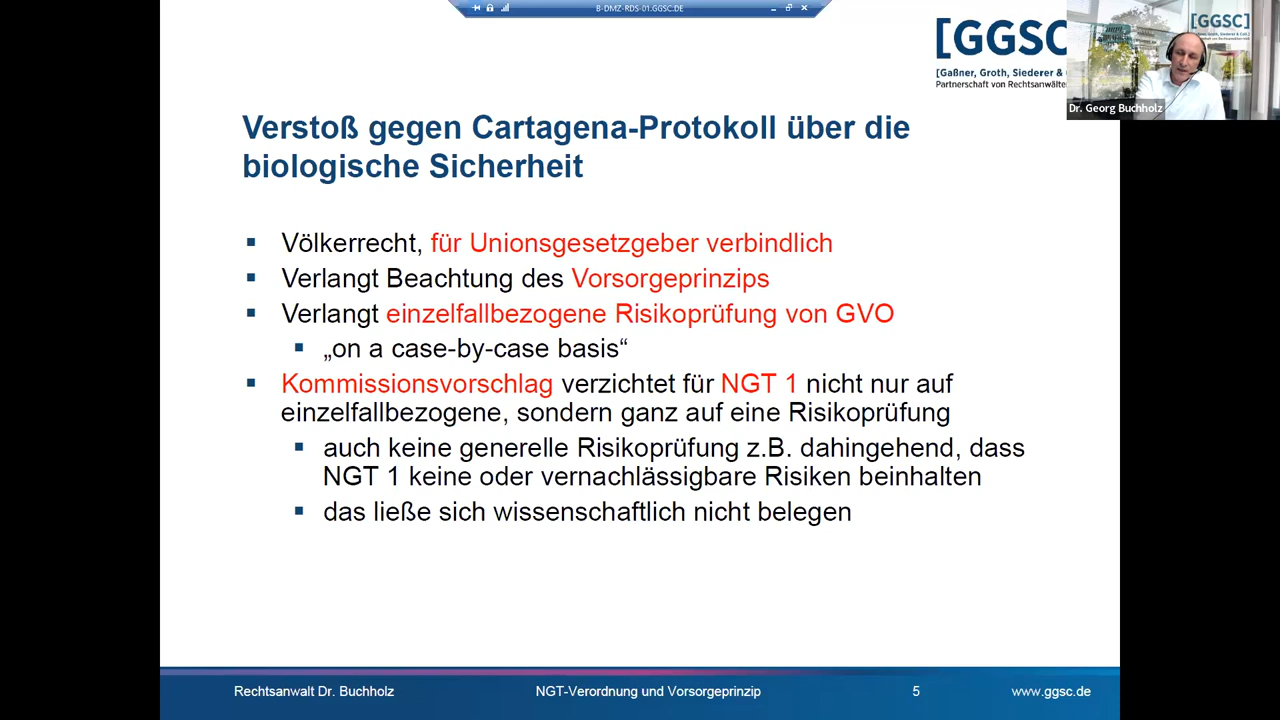 B-DMZ-RDS-01.GGSC.DE
[GGSC
[Gaßner, Groth, Siederer &
Partnerschaft von Rechtsanwälte
[GGSC]
Dr. Georg Buchholz
Verstoß gegen Cartagena-Protokoll über die
biologische Sicherheit
Völkerrecht, für Unionsgesetzgeber verbindlich
Verlangt Beachtung des Vorsorgeprinzips
Verlangt einzelfallbezogene Risikoprüfung von GVO
„on a case-by-case basis“
Kommissionsvorschlag verzichtet für NGT 1 nicht nur auf
einzelfallbezogene, sondern ganz auf eine Risikoprüfung
auch keine generelle Risikoprüfung z.B. dahingehend, dass
NGT 1 keine oder vernachlässigbare Risiken beinhalten
das ließe sich wissenschaftlich nicht belegen
Rechtsanwalt Dr. Buchholz
NGT-Verordnung und Vorsorgeprinzip
5
www.ggsc.de